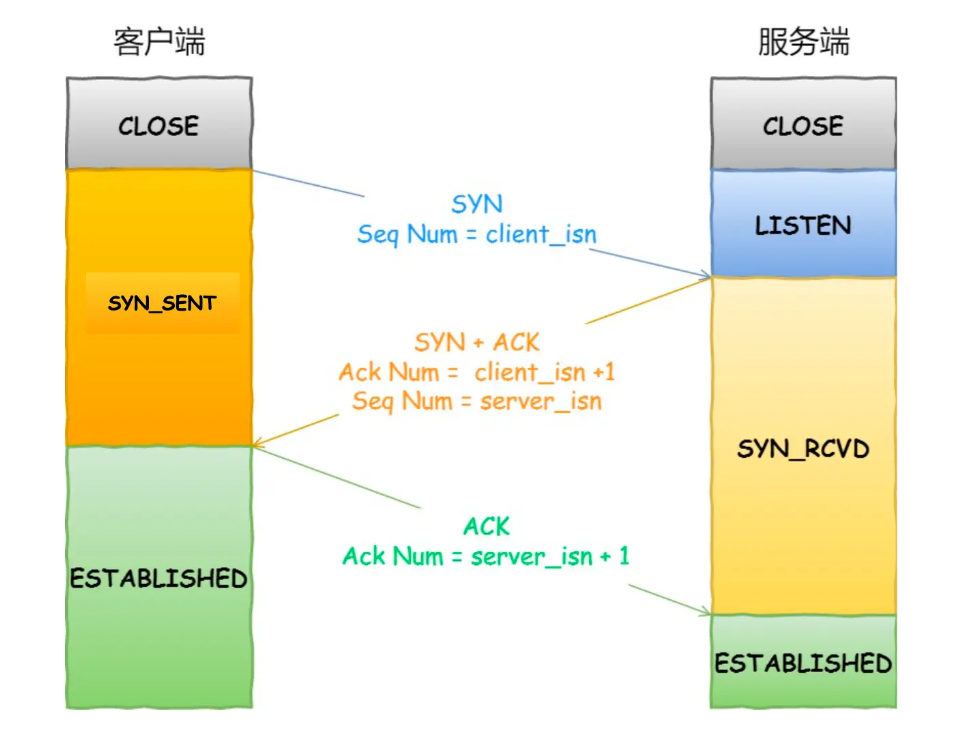 客户端
服务端
CLOSE
CLOSE
SYN
Seq Num = client_isn
LISTEN
SYN_SENT
SYN + ACK
Ack Num = client_isn +1
Seq Num = server_isn
SYN_RCVD
ACK
Ack Num = server_isn + 1
ESTABLISHED
ESTABLISHED